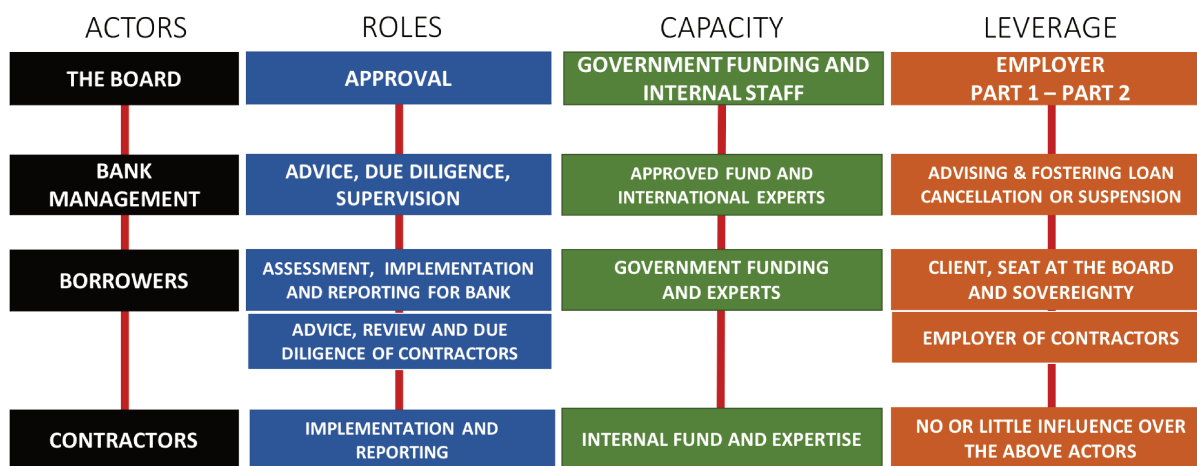 ACTORS
ROLES
CAPACITY
LEVERAGE
THE BOARD
APPROVAL
GOVERNMENT FUNDING AND
INTERNAL STAFF
EMPLOYER
PART 1 – PART 2
BANK
MANAGEMENT
ADVICE, DUE DILIGENCE,
SUPERVISION
APPROVED FUND AND
INTERNATIONAL EXPERTS
ADVISING & FOSTERING LOAN
CANCELLATION OR SUSPENSION
BORROWERS
ASSESSMENT, IMPLEMENTATION
AND REPORTING FOR BANK
ADVICE, REVIEW AND DUE
DILIGENCE OF CONTRACTORS
GOVERNMENT FUNDING
AND EXPERTS
CLIENT, SEAT AT THE BOARD
AND SOVEREIGNTY
EMPLOYER OF CONTRACTORS
CONTRACTORS
IMPLEMENTATION AND
REPORTING
INTERNAL FUND AND EXPERTISE
NO OR LITTLE INFLUENCE OVER
THE ABOVE ACTORS